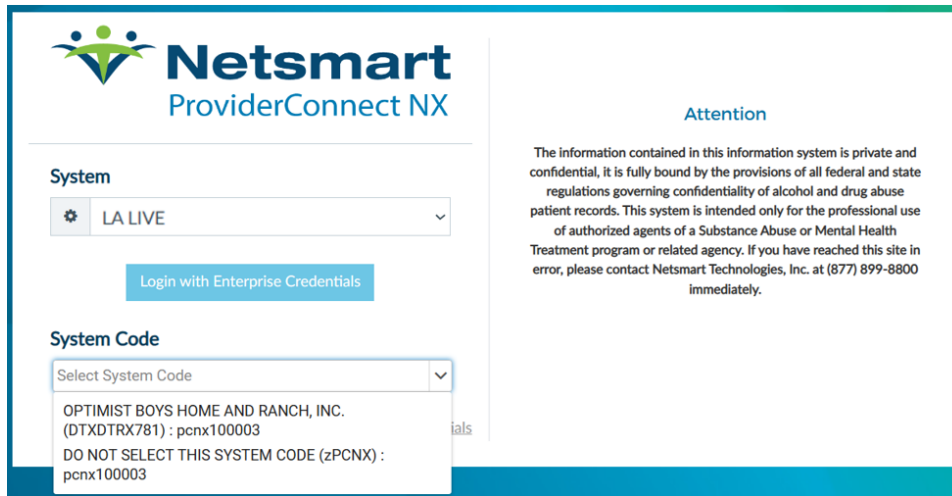 Netsmart
ProviderConnect NX
System
LA LIVE
Login with Enterprise Credentials
System Code
Select System Code
OPTIMIST BOYS HOME AND RANCH, INC.
(DTXDTRX781) : pcnx100003
DO NOT SELECT THIS SYSTEM CODE (zPCNX) :
pcnx100003
ials
Attention
The information contained in this information system is private and
confidential, it is fully bound by the provisions of all federal and state
regulations governing confidentiality of alcohol and drug abuse
patient records. This system is intended only for the professional use
of authorized agents of a Substance Abuse or Mental Health
Treatment program or related agency. If you have reached this site in
error, please contact Netsmart Technologies, Inc. at (877) 899-8800
immediately.